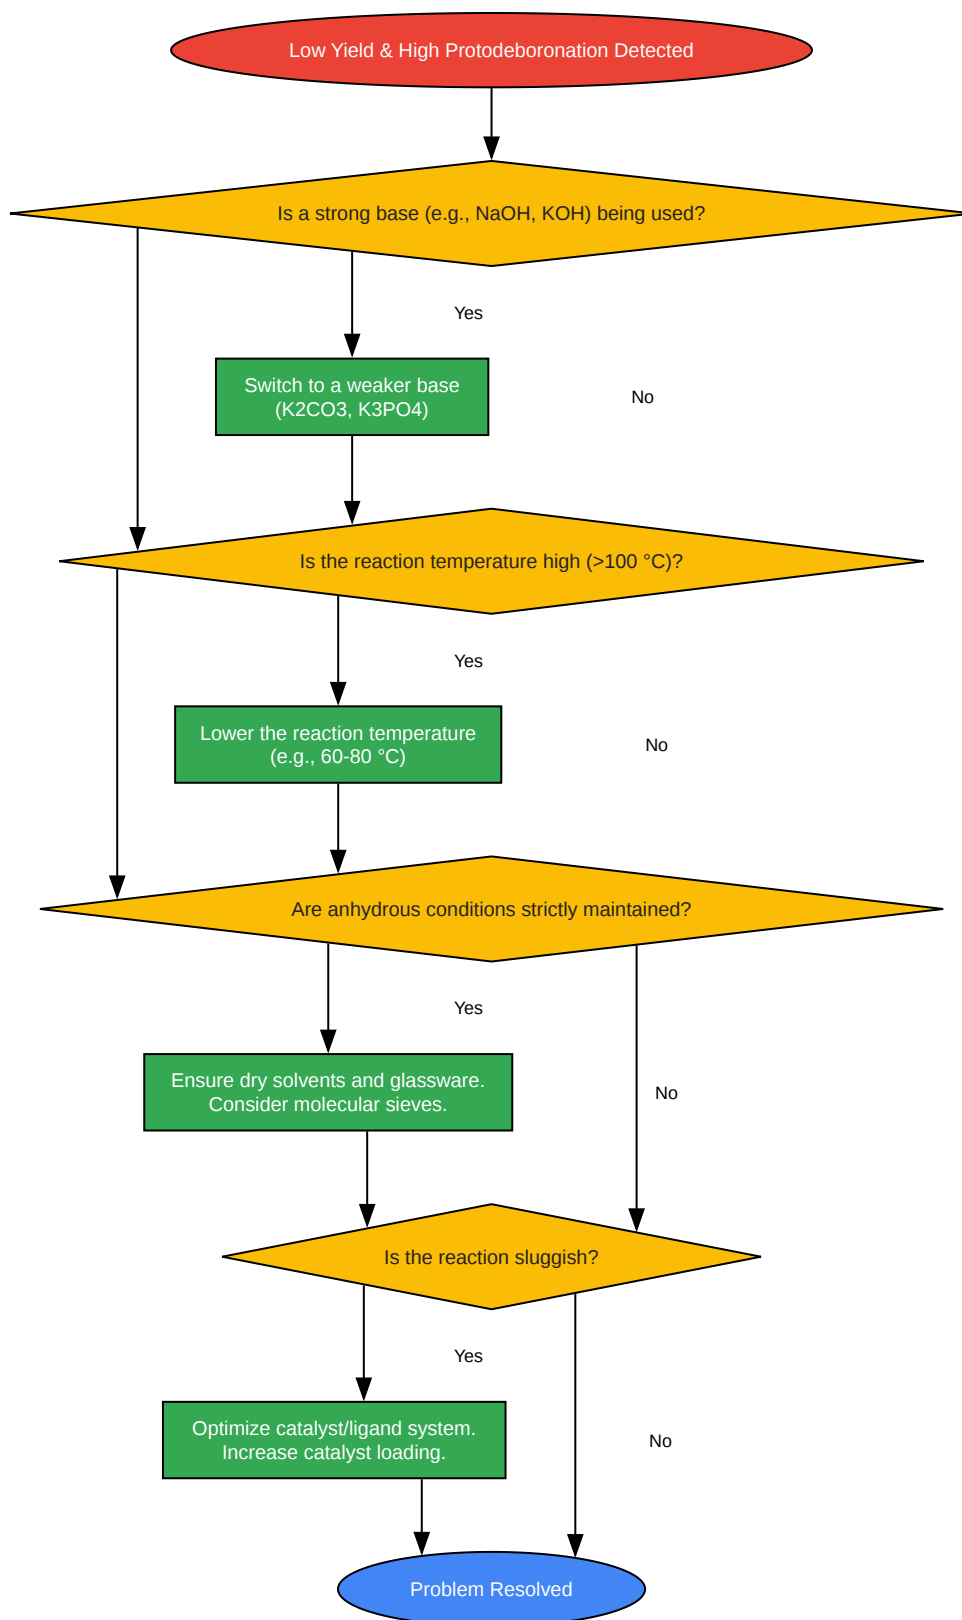 Low Yield & High Protodeboronation Detected
Is a strong base (e.g., NaOH, KOH) being used?
Yes
Switch to a weaker base
(K2CO3, K3PO4)
No
Is the reaction temperature high (>100 °C)?
Yes
Lower the reaction temperature
(e.g., 60-80 °C)
No
Are anhydrous conditions strictly maintained?
Yes
Ensure dry solvents and glassware.
Consider molecular sieves.
No
Is the reaction sluggish?
Yes
Optimize catalyst/ligand system.
Increase catalyst loading.
No
Problem Resolved